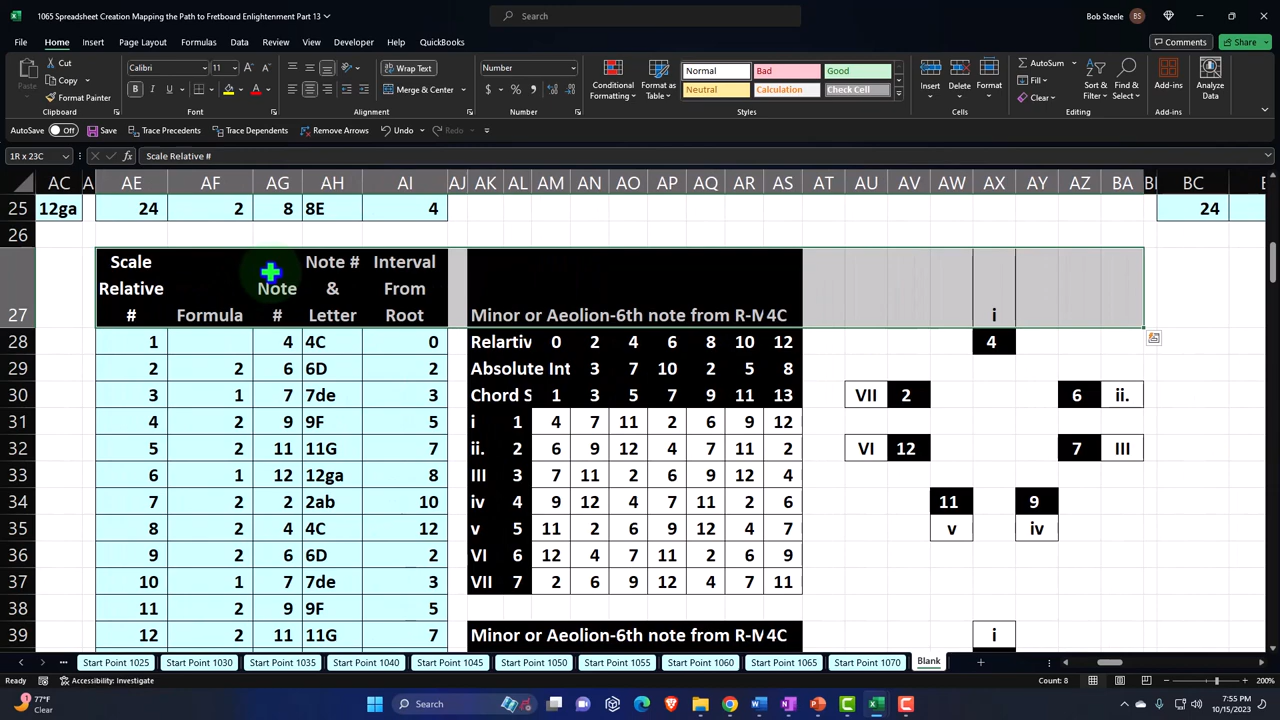 1065 Spreadsheet Creation Mapping the Path to Fretboard Enlightenment Part 13
Search
Bob Steele BS
File Home Insert Page Layout Formulas Data Review View Developer Help QuickBooks Comments Share
Paste Cut Calibri 11 Wrap Text Number Conditional Formatting Format as Table Normal Bad Good Insert Delete Format AutoSum Sort & Filter Find & Select Add-ins Analyze Data
Copy Merge & Center $ % Neutral Calculation Check Cell Fill
Format Painter B I U Clear
Clipboard Font Alignment Number Styles Cells Editing Add-ins
AutoSave Off Save Trace Precedents Trace Dependents Remove Arrows Undo
1R x 23C fx Scale Relative #
AC A AE AF AG AH AI AJ AK AL AM AN AO AP AQ AR AS AT AU AV AW AX AY AZ BA BC
25 12ga 24 2 8 8E 4 24
26
27 Scale Relative # Formula Note # Note # & Letter Interval From Root Minor or Aeolion-6th note from R-M 4C i
28 1 4 4C 0 Relartiv 0 2 4 6 8 10 12 4
29 2 2 6 6D 2 Absolute Int 3 7 10 2 5 8
30 3 1 7 7de 3 Chord S 1 3 5 7 9 11 13 VII 2 6 ii.
31 4 2 9 9F 5 i 1 4 7 11 2 6 9 12
32 5 2 11 11G 7 ii. 2 6 9 12 4 7 11 2 VI 12 7 III
33 6 1 12 12ga 8 III 3 7 11 2 6 9 12 4
34 7 2 2 2ab 10 iv 4 9 12 4 7 11 2 6 11 9
35 8 2 4 4C 12 v 5 11 2 6 9 12 4 7 v iv
36 9 2 6 6D 2 VI 6 12 4 7 11 2 6 9
37 10 1 7 7de 3 VII 7 2 6 9 12 4 7 11
38 11 2 9 9F 5
39 12 2 11 11G 7 Minor or Aeolion-6th note from R-M 4C i
Start Point 1025 Start Point 1030 Start Point 1035 Start Point 1040 Start Point 1045 Start Point 1050 Start Point 1055 Start Point 1060 Start Point 1065 Start Point 1070 Blank
Ready Accessibility: Investigate Count: 8 200%
77°F Clear Search 7:55 PM 10/15/2023